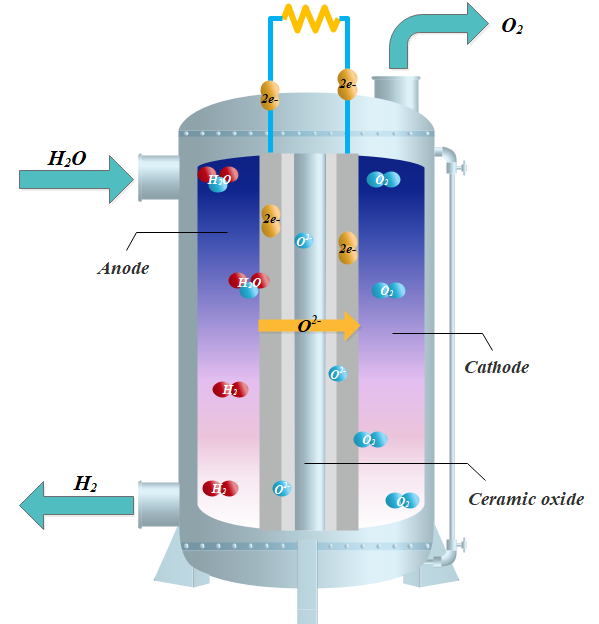 O₂
2e-
2e-
H₂O
H₂O
O₂
2e-
O²⁻
2e-
Anode
H₂O
O₂
O²⁻
Cathode
O²⁻
H₂
O₂
H₂
H₂
O²⁻
O₂
Ceramic oxide